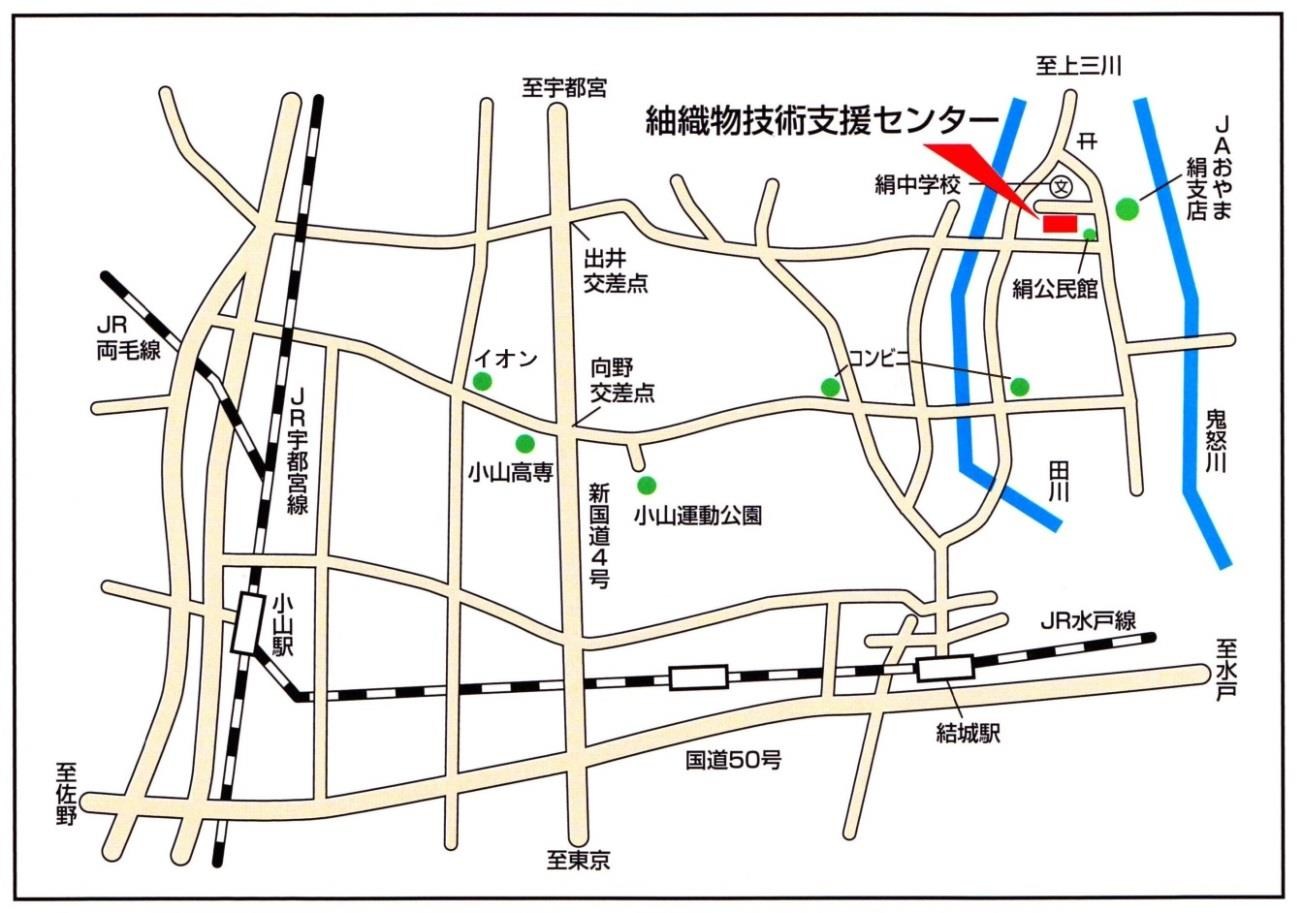 至上三川
至宇都宮
紬織物技術支援センター
JAおやま
絹支店
絹中学校
文
出井
交差点
絹公民館
JR
両毛線
イオン
向野
交差点
コンビニ
JR宇都宮線
鬼怒川
小山高専
田川
新国道4号
小山運動公園
小山駅
JR水戸線
至水戸
結城駅
国道50号
至佐野
至東京